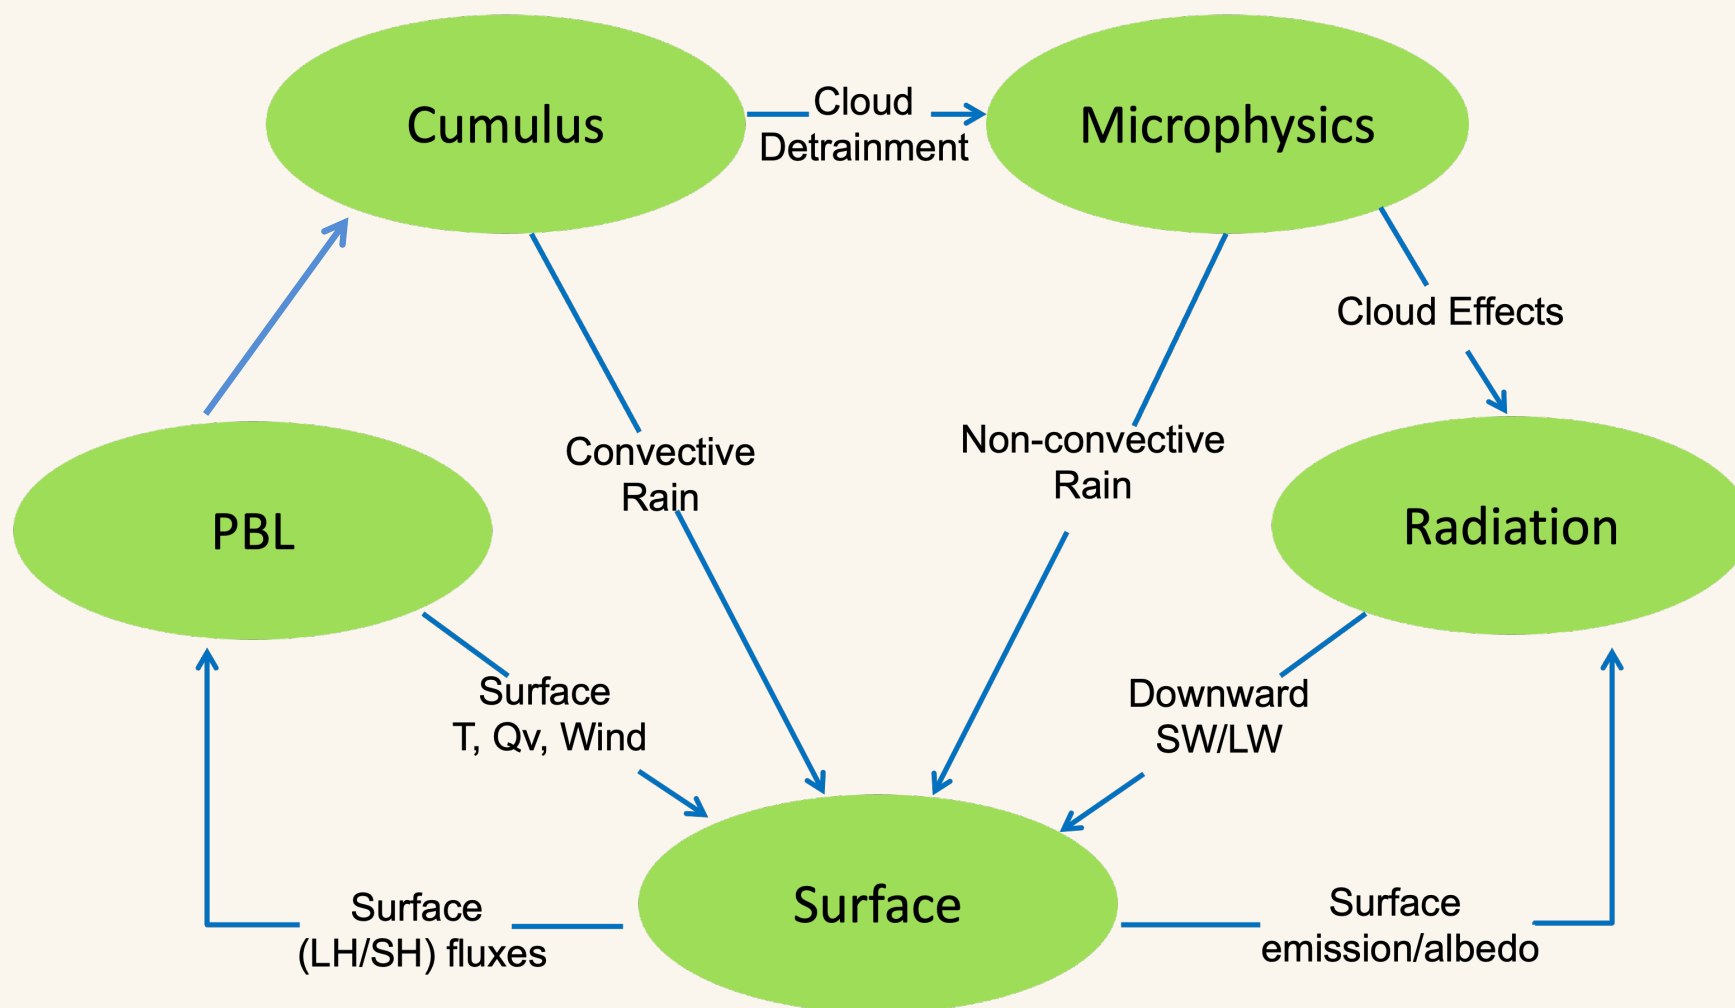 Cumulus
Cloud
Detrainment
Microphysics
Cloud Effects
Convective
Rain
Non-convective
Rain
PBL
Radiation
Surface
T, Qv, Wind
Downward
SW/LW
Surface
Surface
(LH/SH) fluxes
Surface
emission/albedo